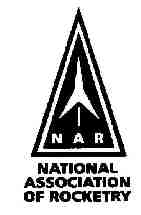 NAR
NATIONAL
ASSOCIATION
OF ROCKETRY